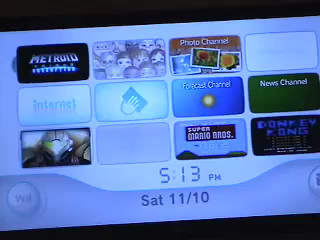 METROID
PRIME
Photo Channel
internet
Forecast Channel
News Channel
SUPER
MARIO BROS.
DONKEY
KONG
5:13 PM
Sat 11/10
Wii